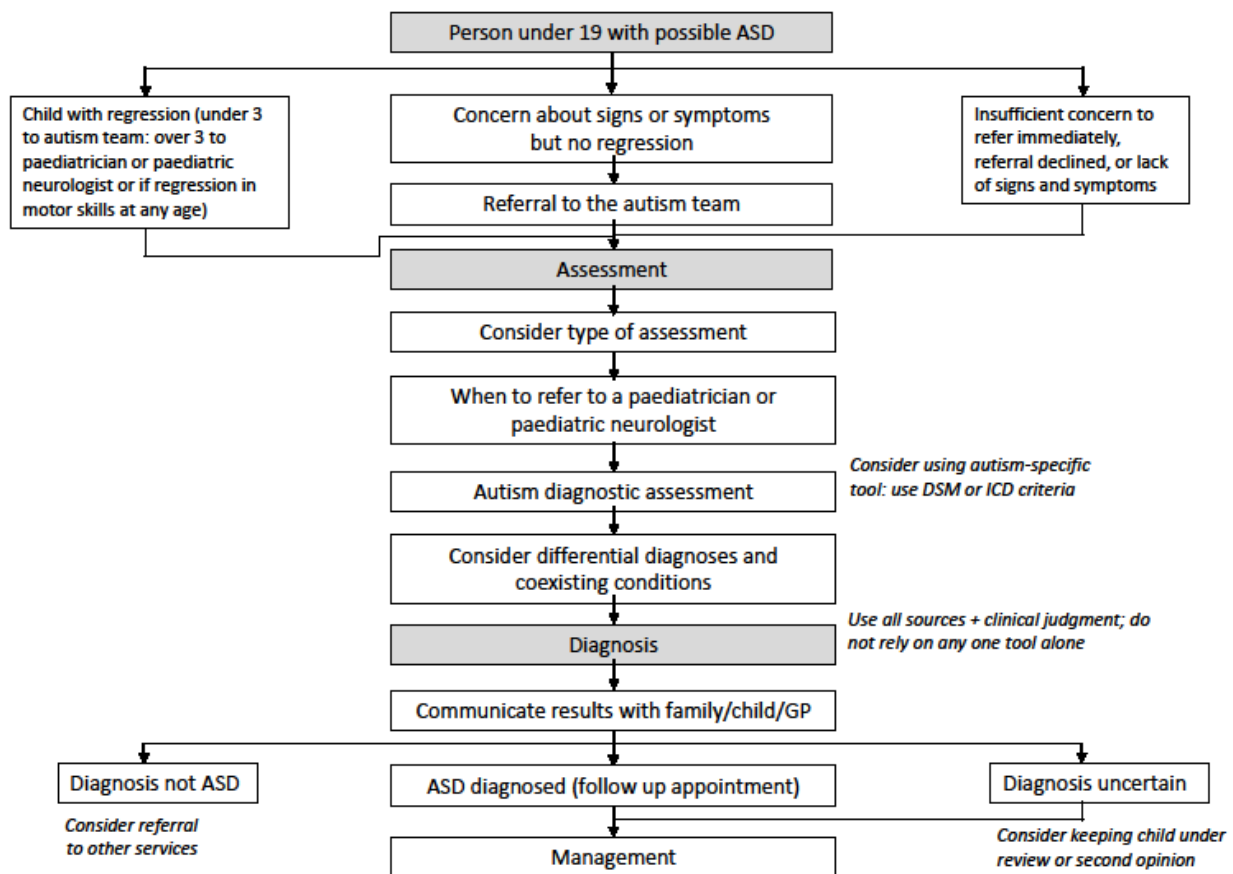 Person under 19 with possible ASD
Child with regression (under 3
to autism team: over 3 to
paediatrician or paediatric
neurologist or if regression in
motor skills at any age)
Concern about signs or symptoms
but no regression
Insufficient concern to
refer immediately,
referral declined, or lack
of signs and symptoms
Referral to the autism team
Assessment
Consider type of assessment
When to refer to a paediatrician or
paediatric neurologist
Autism diagnostic assessment
Consider using autism-specific
tool: use DSM or ICD criteria
Consider differential diagnoses and
coexisting conditions
Diagnosis
Use all sources + clinical judgment; do
not rely on any one tool alone
Communicate results with family/child/GP
Diagnosis not ASD
Consider referral
to other services
ASD diagnosed (follow up appointment)
Diagnosis uncertain
Consider keeping child under
review or second opinion
Management